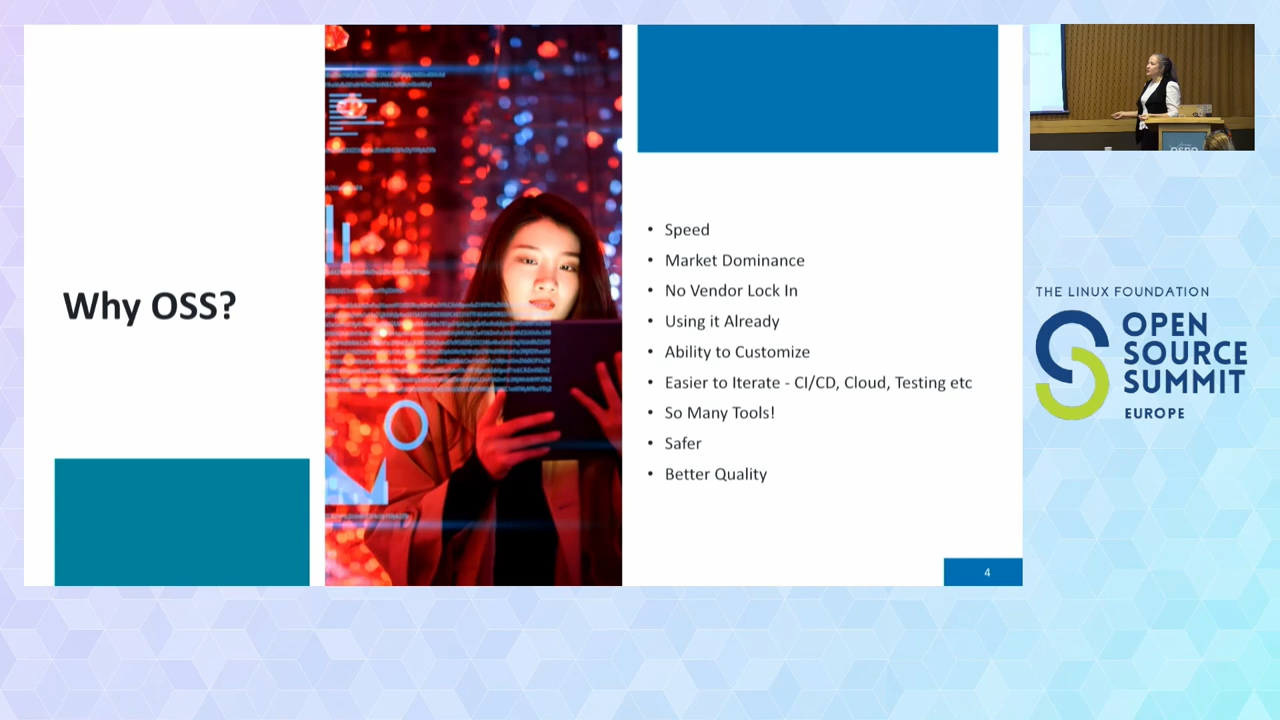 Why OSS?
• Speed
• Market Dominance
• No Vendor Lock In
• Using it Already
• Ability to Customize
• Easier to Iterate - CI/CD, Cloud, Testing etc
• So Many Tools!
• Safer
• Better Quality
4
OSPO
THE LINUX FOUNDATION
OPEN
SOURCE
SUMMIT
EUROPE